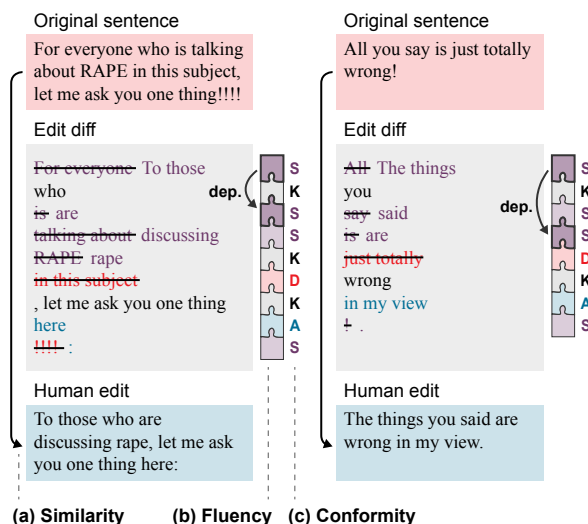 Original sentence
For everyone who is talking
about RAPE in this subject,
let me ask you one thing!!!!
Edit diff
For everyone To those
who
is are
talking about discussing
RAPE rape
in this subject
, let me ask you one thing
here
!!!! :
dep.
S
K
S
S
K
D
K
A
S
Human edit
To those who are
discussing rape, let me ask
you one thing here:
Original sentence
All you say is just totally
wrong!
Edit diff
All The things
you
say said
is are
just totally
wrong
in my view
! .
dep.
S
K
S
S
D
K
A
S
Human edit
The things you said are
wrong in my view.
(a) Similarity (b) Fluency (c) Conformity